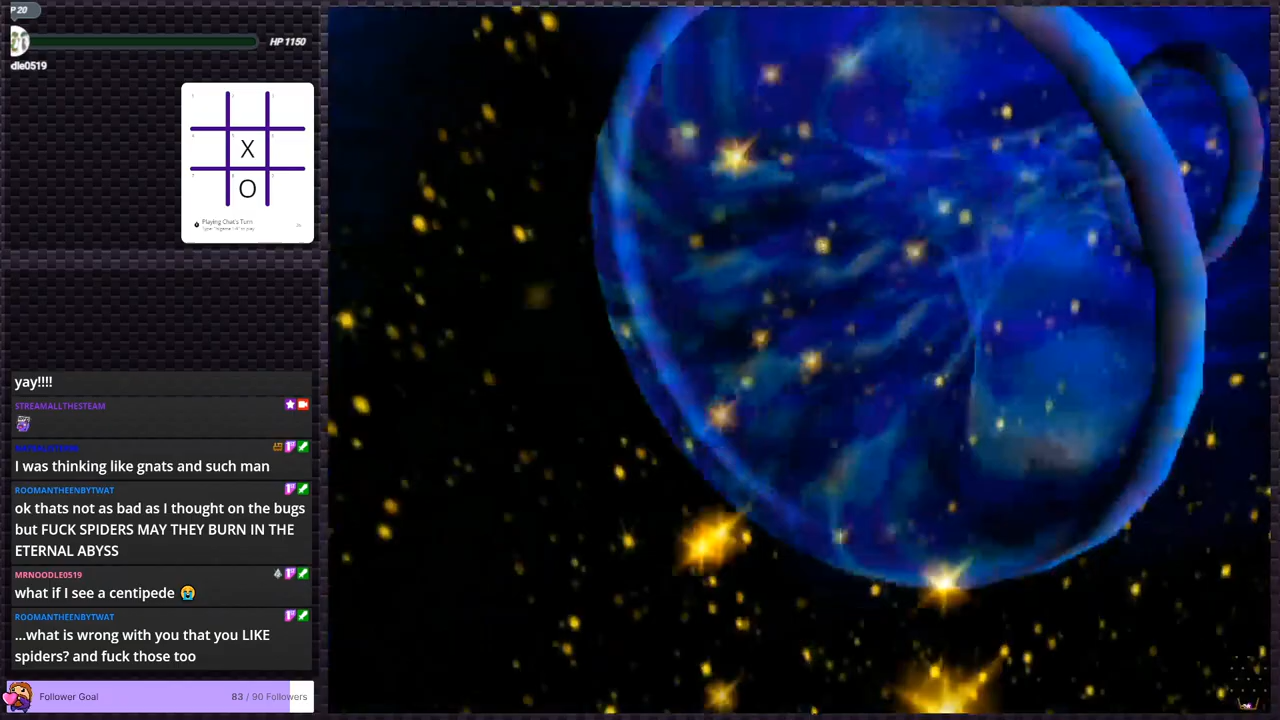 P 20
HP 1150
dle0519
X
O
Playing Chat's Turn
yay!!!!
STREAMALLTHESTEAM
I was thinking like gnats and such man
ROOMANTHEENBYTWAT
ok thats not as bad as I thought on the bugs
but FUCK SPIDERS MAY THEY BURN IN THE
ETERNAL ABYSS
MRNOODLE0519
what if I see a centipede 😭
ROOMANTHEENBYTWAT
...what is wrong with you that you LIKE
spiders? and fuck those too
Follower Goal
83 / 90 Followers